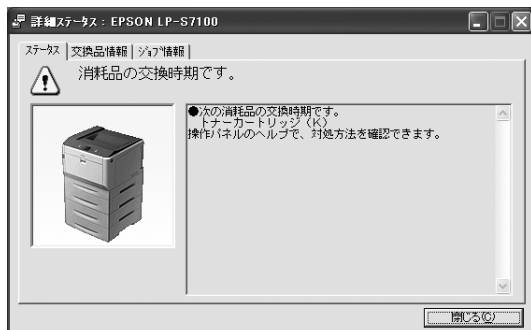 詳細ステータス : EPSON LP-S7100
ステータス 交換品情報 ジョブ情報
消耗品の交換時期です。
●次の消耗品の交換時期です。
トナーカートリッジ（K）
操作パネルのヘルプで、対処方法を確認できます。
閉じる(C)